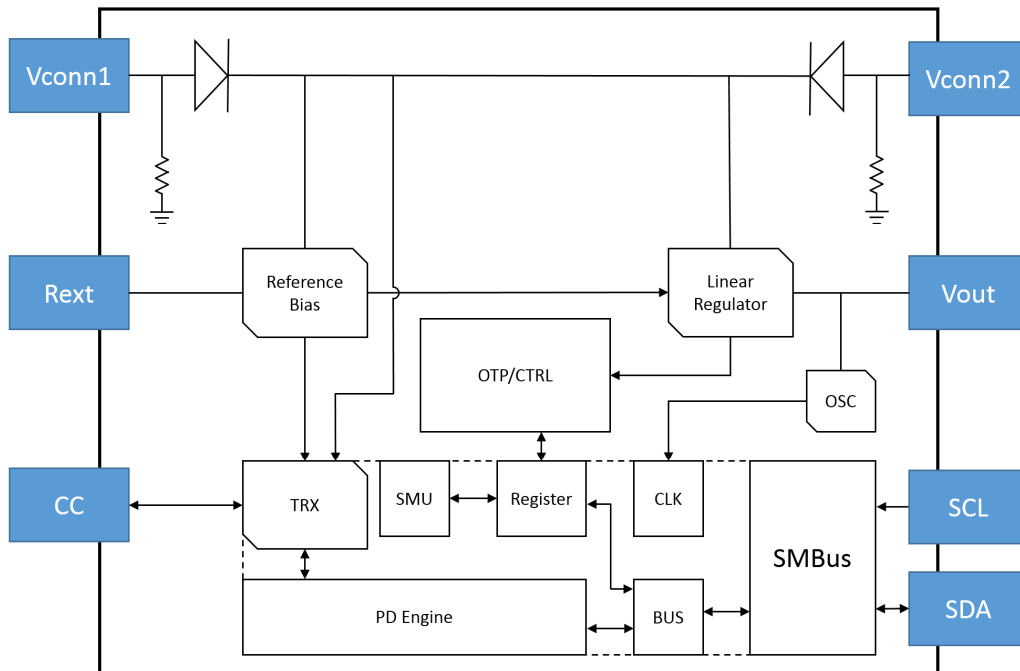 Vconn1
Vconn2
Rext
Reference
Bias
Linear
Regulator
Vout
OTP/CTRL
OSC
CC
TRX
SMU
Register
CLK
SMBus
SCL
PD Engine
BUS
SDA